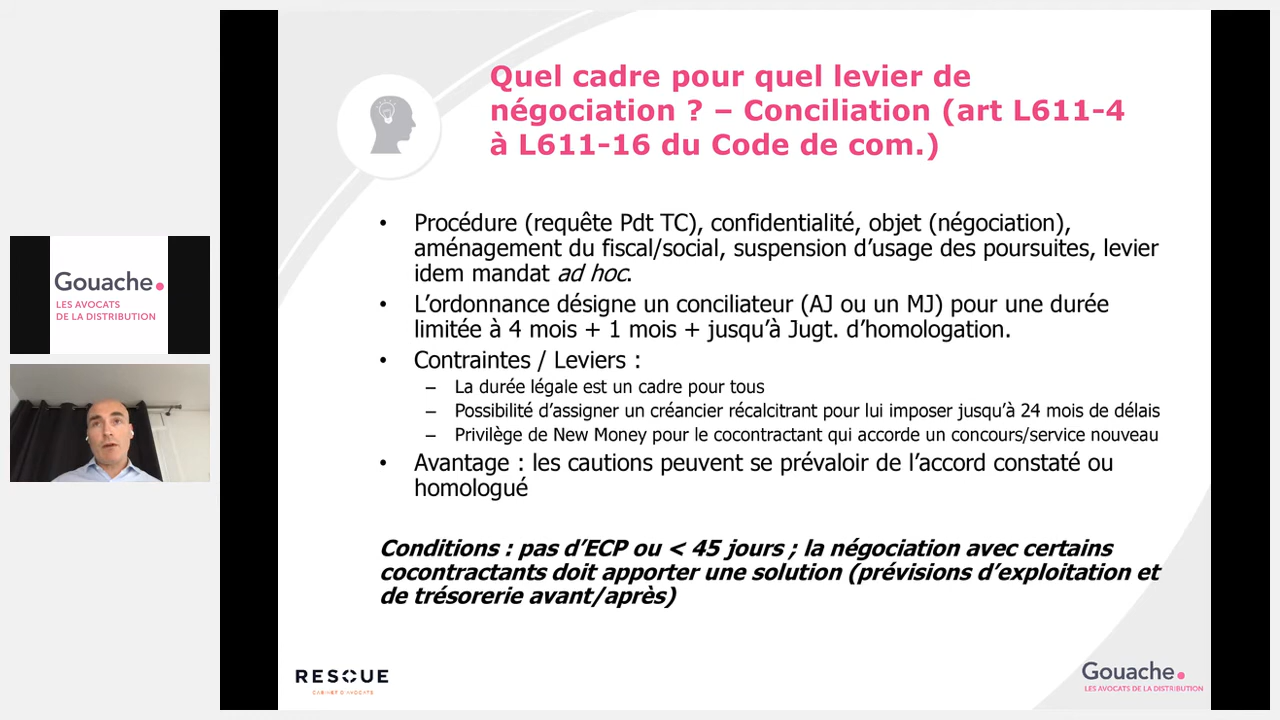 Quel cadre pour quel levier de
négociation ? – Conciliation (art L611-4
à L611-16 du Code de com.)
• Procédure (requête Pdt TC), confidentialité, objet (négociation),
aménagement du fiscal/social, suspension d’usage des poursuites, levier
idem mandat ad hoc.
• L’ordonnance désigne un conciliateur (AJ ou un MJ) pour une durée
limitée à 4 mois + 1 mois + jusqu’à Jugt. d’homologation.
• Contraintes / Leviers :
– La durée légale est un cadre pour tous
– Possibilité d’assigner un créancier récalcitrant pour lui imposer jusqu’à 24 mois de délais
– Privilège de New Money pour le cocontractant qui accorde un concours/service nouveau
• Avantage : les cautions peuvent se prévaloir de l’accord constaté ou
homologué
Conditions : pas d’ECP ou < 45 jours ; la négociation avec certains
cocontractants doit apporter une solution (prévisions d’exploitation et
de trésorerie avant/après)
Gouache.
LES AVOCATS
DE LA DISTRIBUTION
RESCUE
CABINET D'AVOCATS
Gouache.
LES AVOCATS DE LA DISTRIBUTION